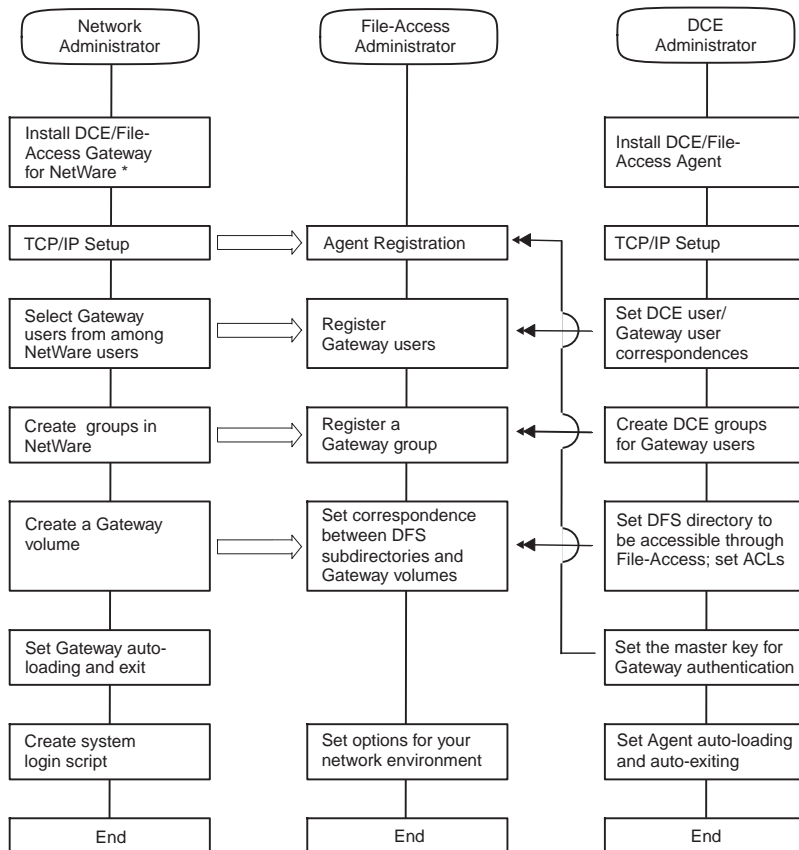 Network
Administrator
File-Access
Administrator
DCE
Administrator
Install DCE/File-
Access Gateway
for NetWare *
Install DCE/File-
Access Agent
TCP/IP Setup
Agent Registration
TCP/IP Setup
Select Gateway
users from among
NetWare users
Register
Gateway users
Set DCE user/
Gateway user
correspondences
Create groups in
NetWare
Register a
Gateway group
Create DCE groups
for Gateway users
Create a Gateway
volume
Set correspondence
between DFS
subdirectories and
Gateway volumes
Set DFS directory to
be accessible through
File-Access; set ACLs
Set Gateway auto-
loading and exit
Set the master key for
Gateway authentication
Create system
login script
Set options for your
network environment
Set Agent auto-loading
and auto-exiting
End
End
End